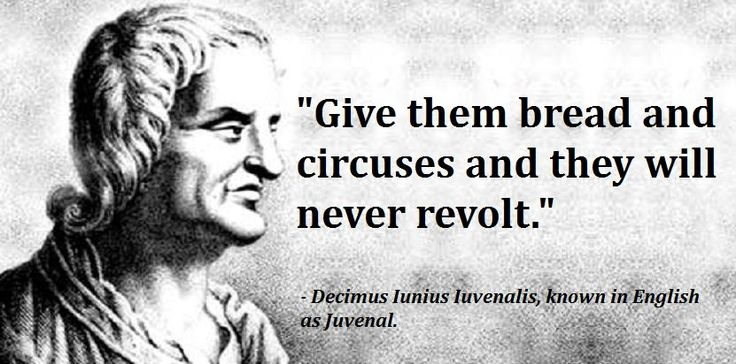 "Give them bread and
circuses and they will
never revolt."
- Decimus Iunius Iuvenalis, known in English
as Juvenal.